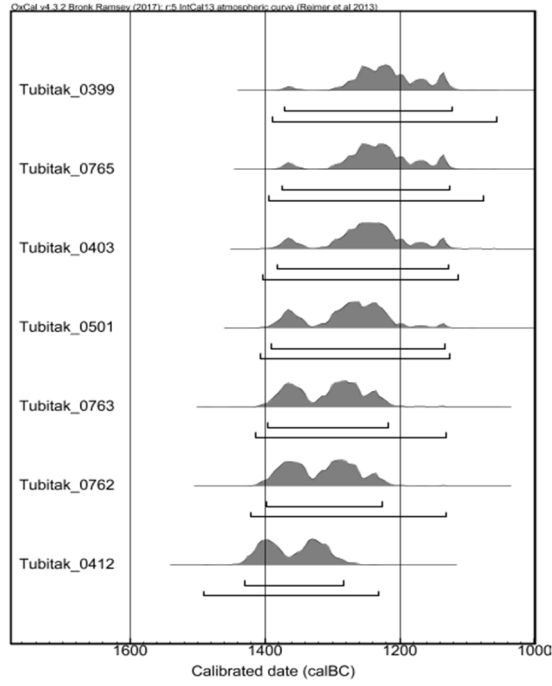 OxCal v4.3.2 Bronk Ramsey (2017); r:5 IntCal13 atmospheric curve (Reimer et al 2013)
Tubitak_0399
Tubitak_0765
Tubitak_0403
Tubitak_0501
Tubitak_0763
Tubitak_0762
Tubitak_0412
1600 1400 1200 1000
Calibrated date (calBC)